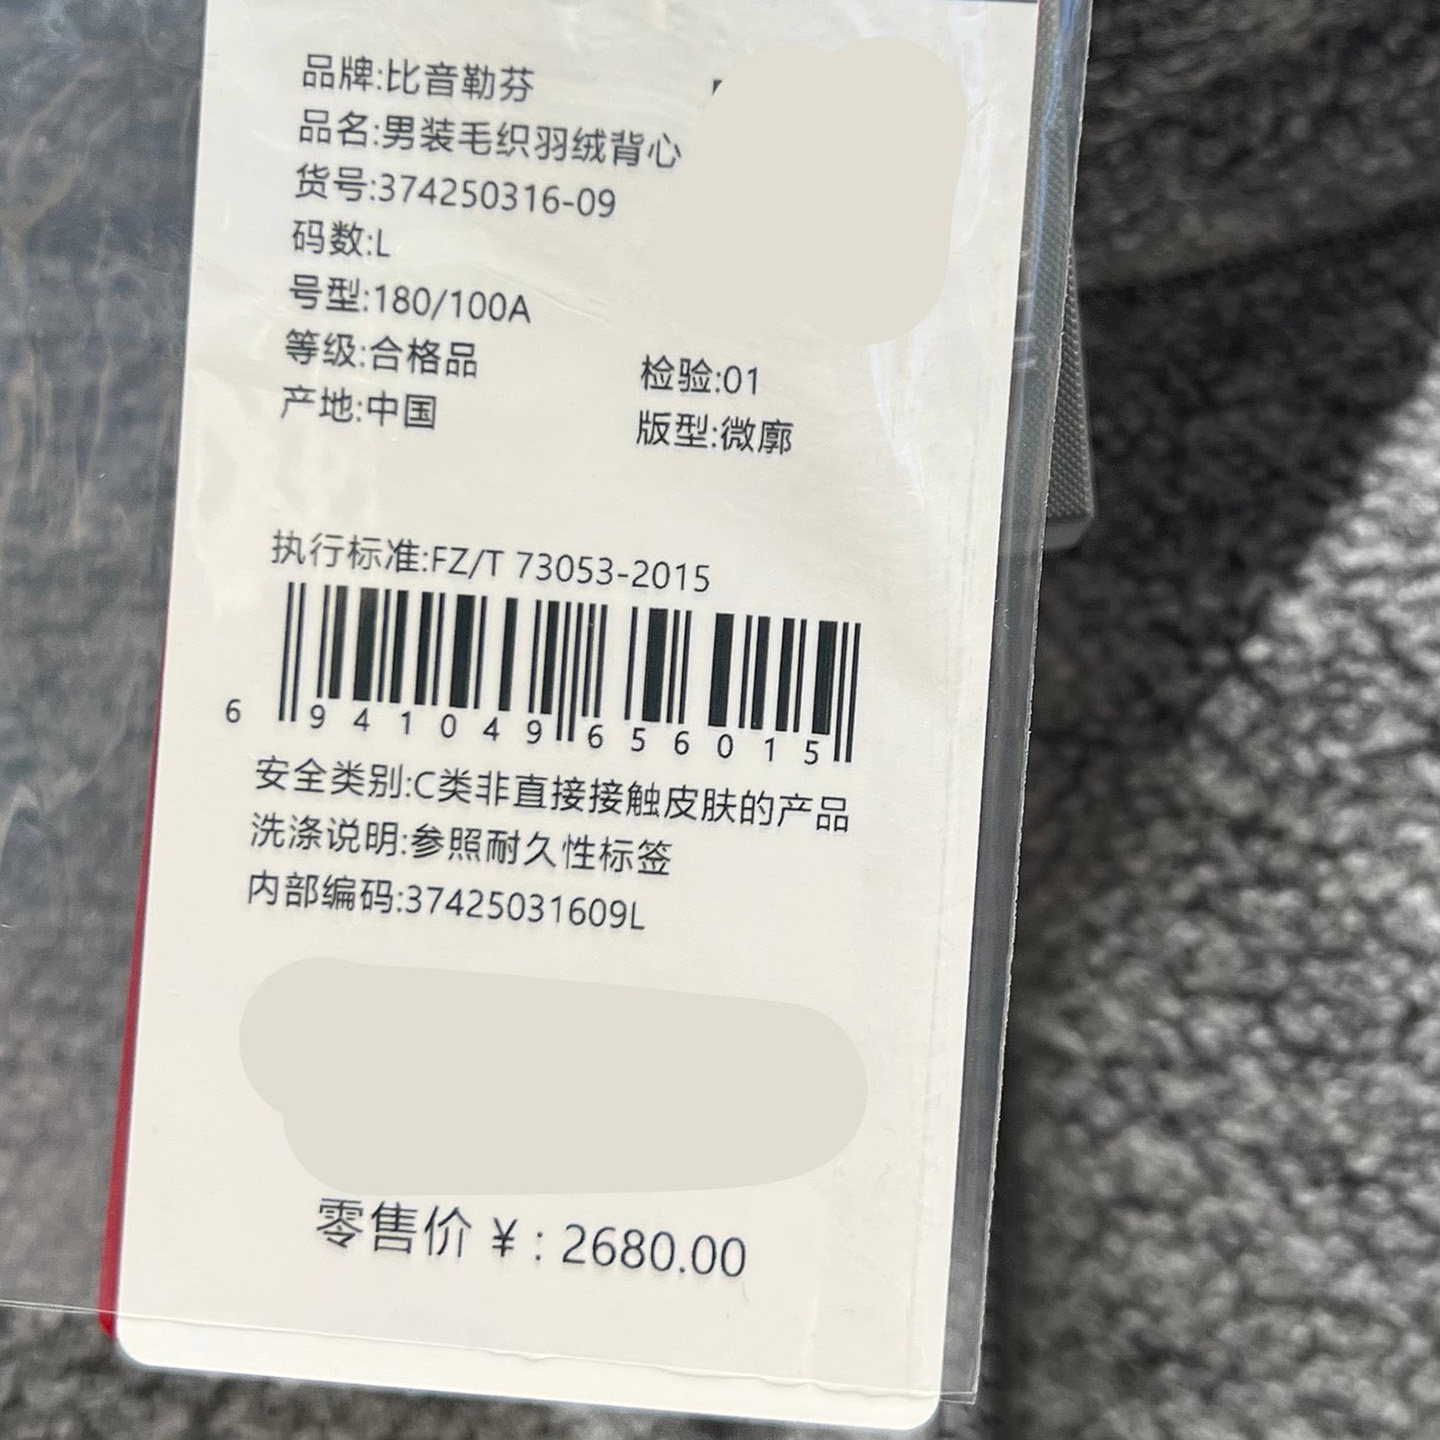 品牌:比音勒芬
品名:男装毛织羽绒背心
货号:374250316-09
码数:L
号型:180/100A
等级:合格品 检验:01
产地:中国 版型:微廓
执行标准:FZ/T 73053-2015
6 941049 656015
安全类别:C类非直接接触皮肤的产品
洗涤说明:参照耐久性标签
内部编码:37425031609L
零售价￥: 2680.00